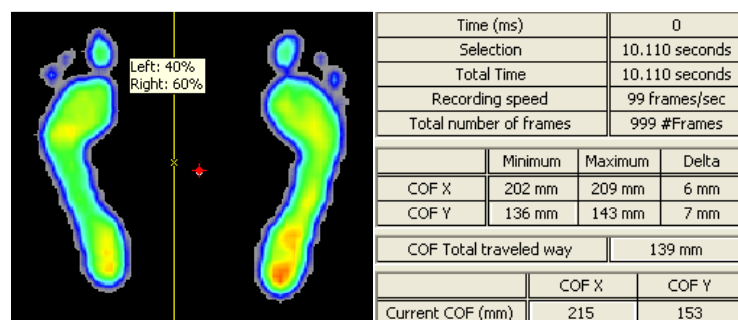 Left: 40%
Right: 60%
Time (ms) 0
Selection 10.110 seconds
Total Time 10.110 seconds
Recording speed 99 frames/sec
Total number of frames 999 #Frames
Minimum Maximum Delta
COF X 202 mm 209 mm 6 mm
COF Y 136 mm 143 mm 7 mm
COF Total traveled way 139 mm
COF X COF Y
Current COF (mm) 215 153